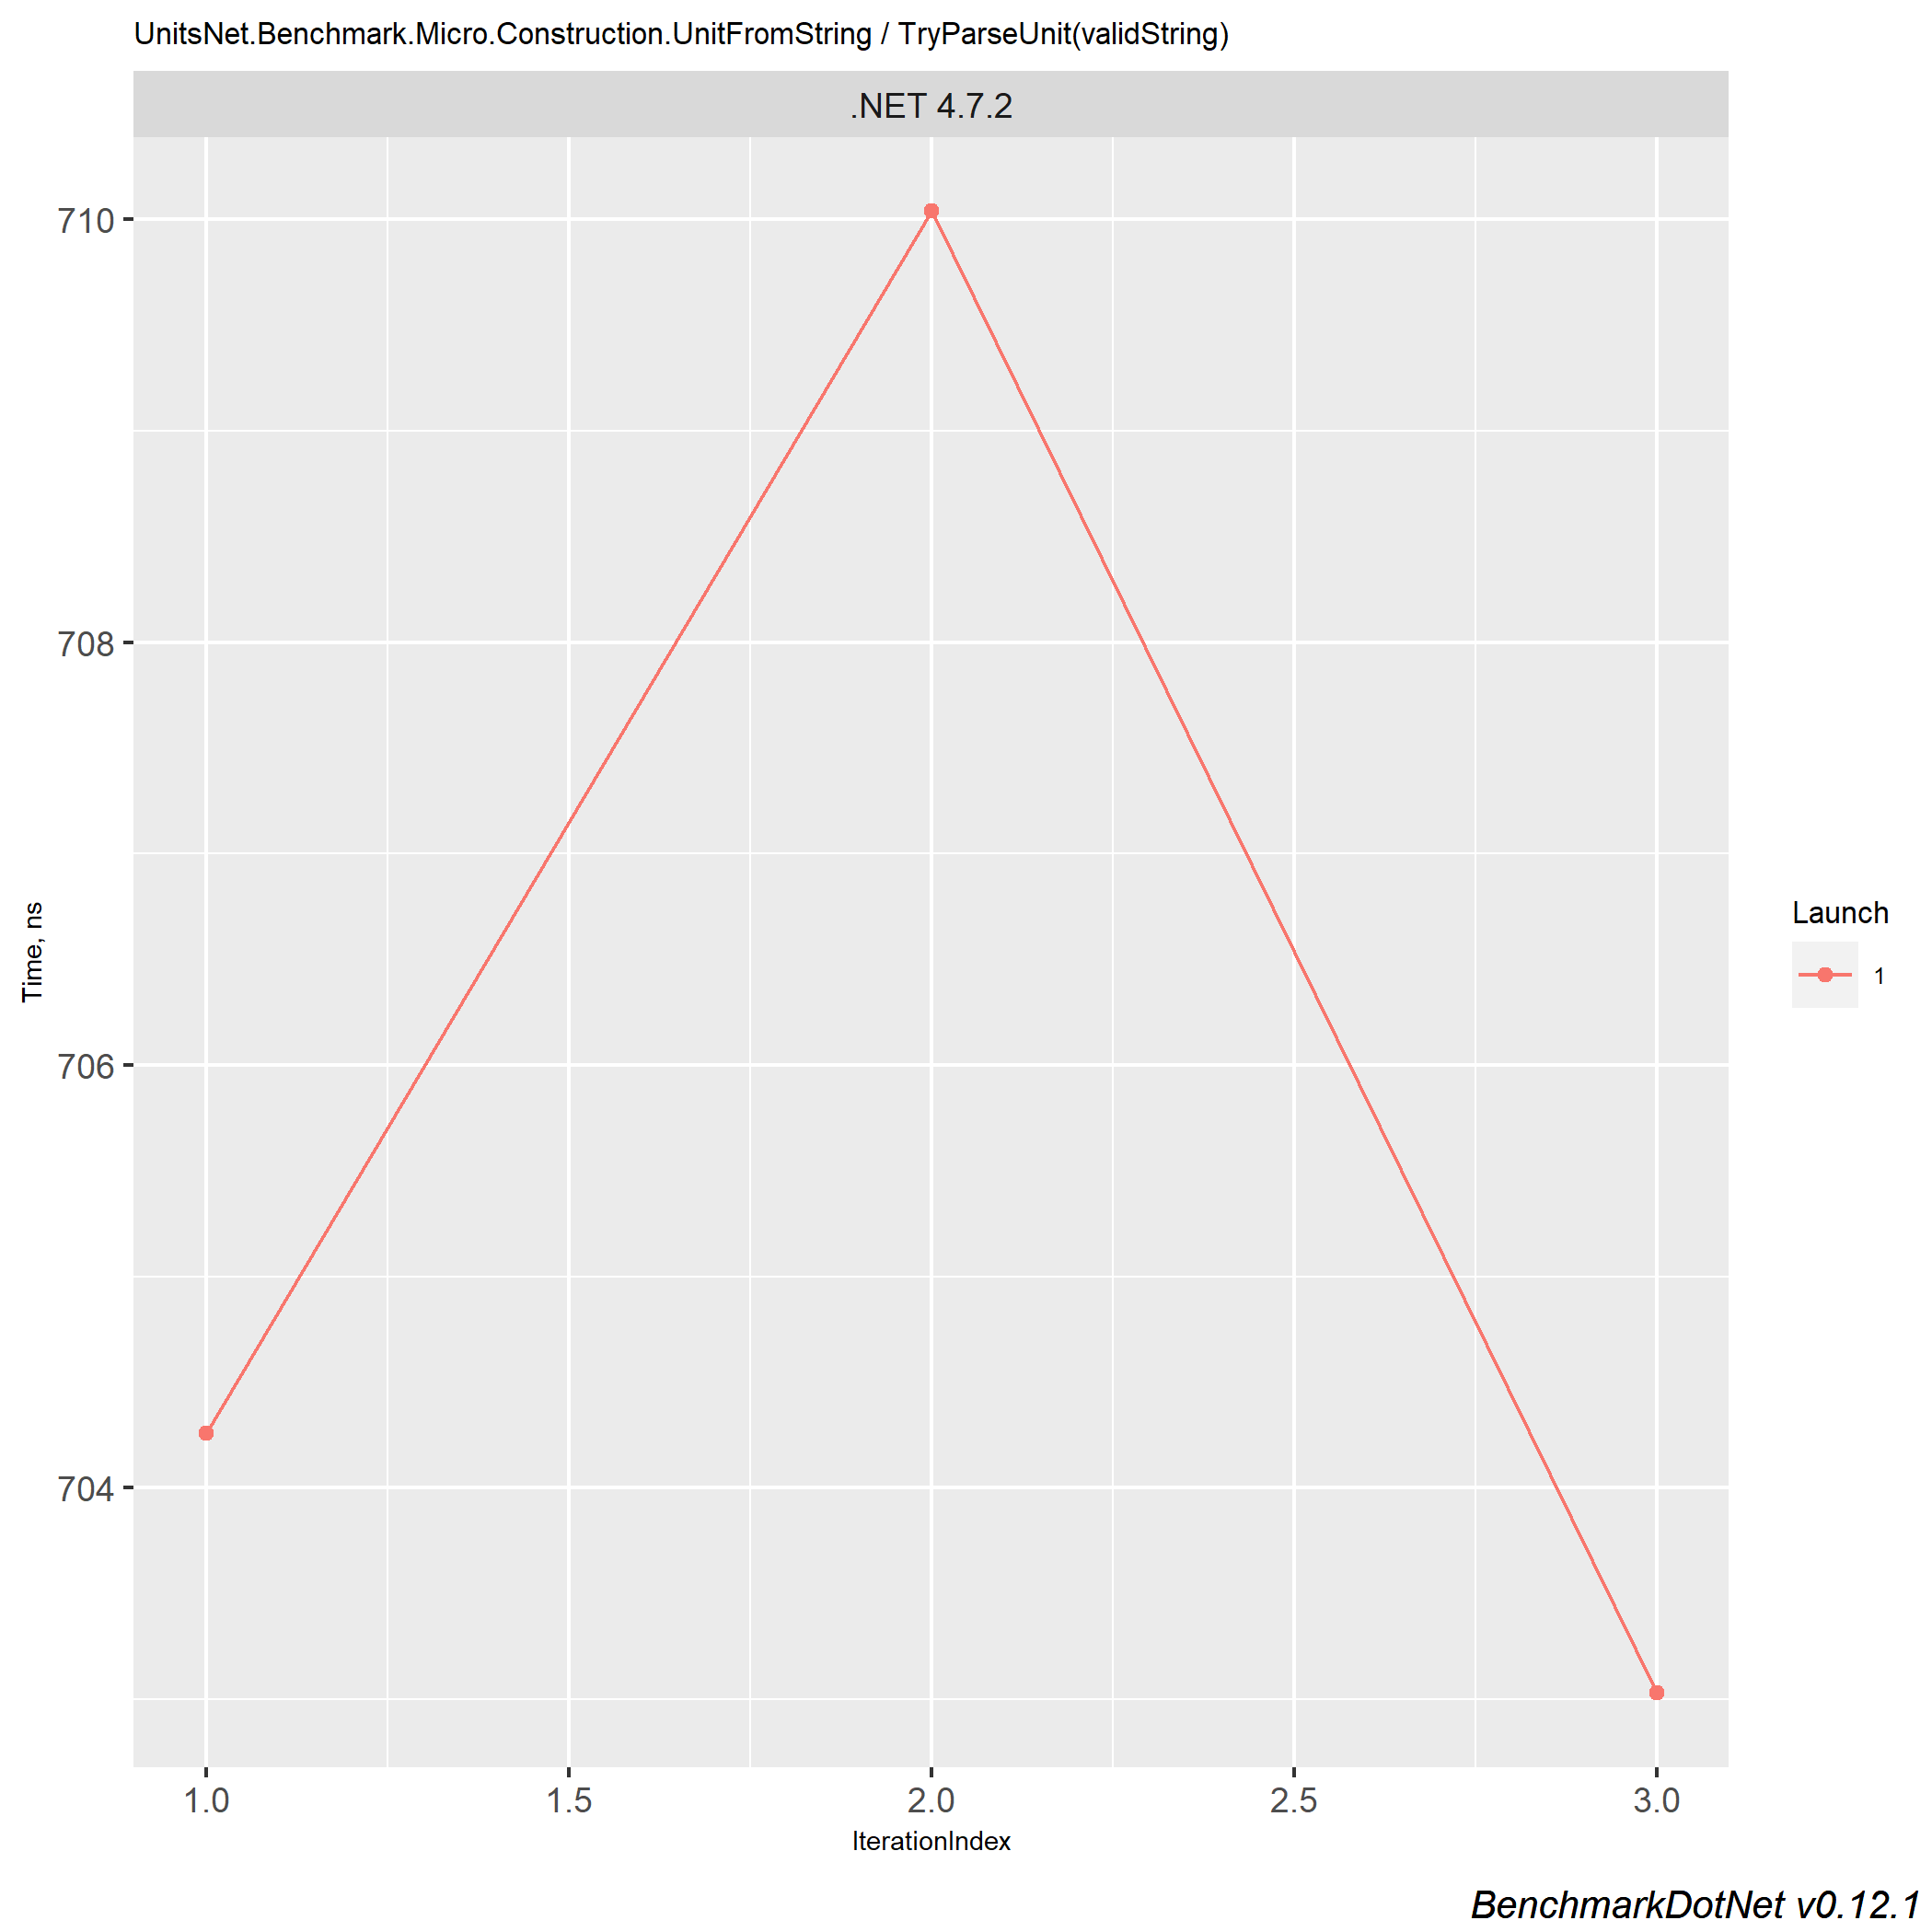 UnitsNet.Benchmark.Micro.Construction.UnitFromString / TryParseUnit(validString)
.NET 4.7.2
710
708
706
704
Time, ns
1.0 1.5 2.0 2.5 3.0
IterationIndex
Launch
1
BenchmarkDotNet v0.12.1